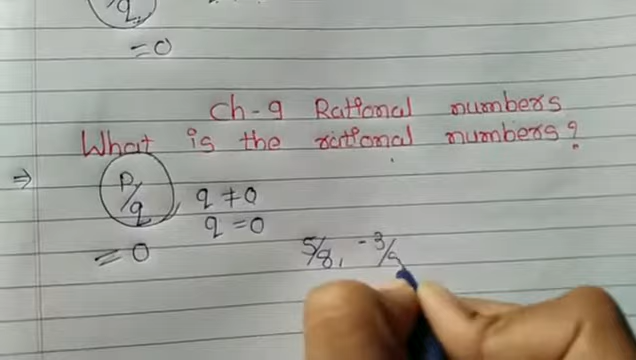 /q
=0
Ch-9 Rational numbers
What is the rational numbers?
⇒ p/q, q ≠ 0
q = 0
= 0
5/8, -3/